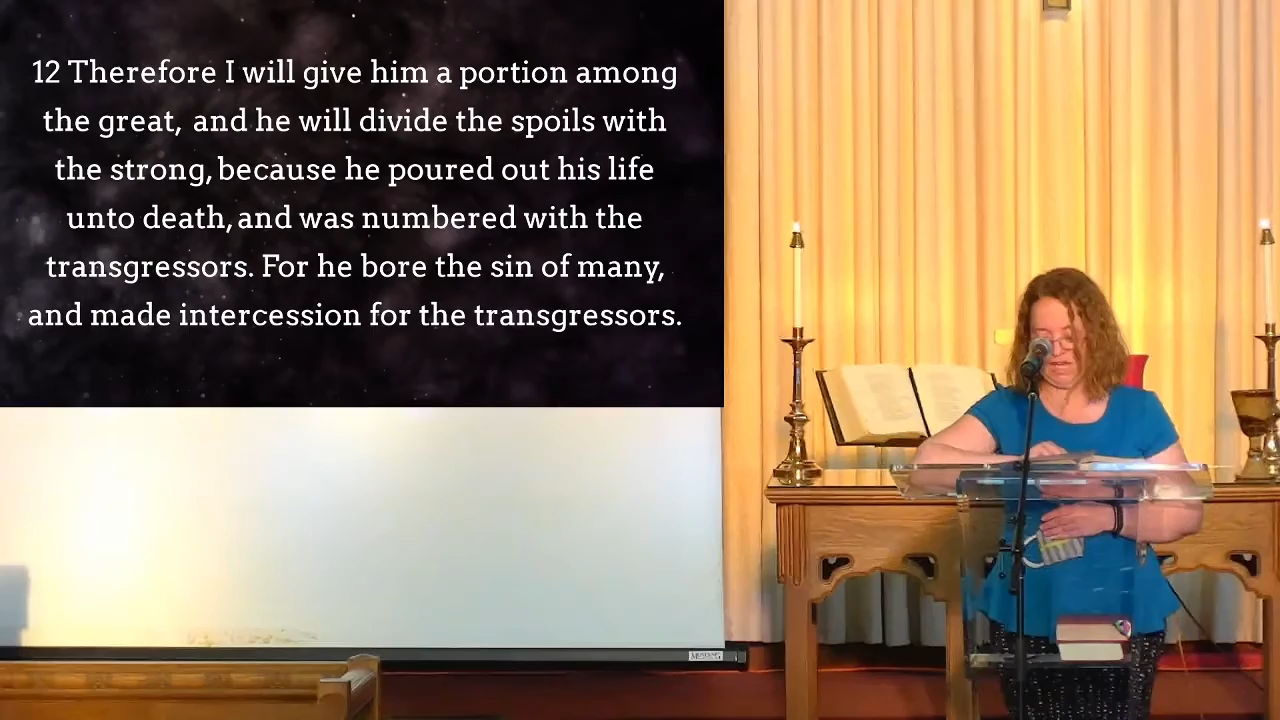 12 Therefore I will give him a portion among
the great, and he will divide the spoils with
the strong, because he poured out his life
unto death, and was numbered with the
transgressors. For he bore the sin of many,
and made intercession for the transgressors.